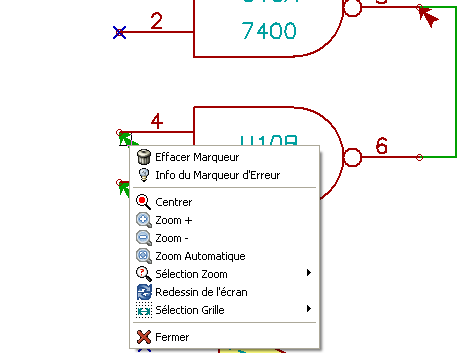 2
7400
4
6
Effacer Marqueur
Info du Marqueur d'Erreur
Centrer
Zoom +
Zoom -
Zoom Automatique
Sélection Zoom
Redessin de l'écran
Sélection Grille
Fermer